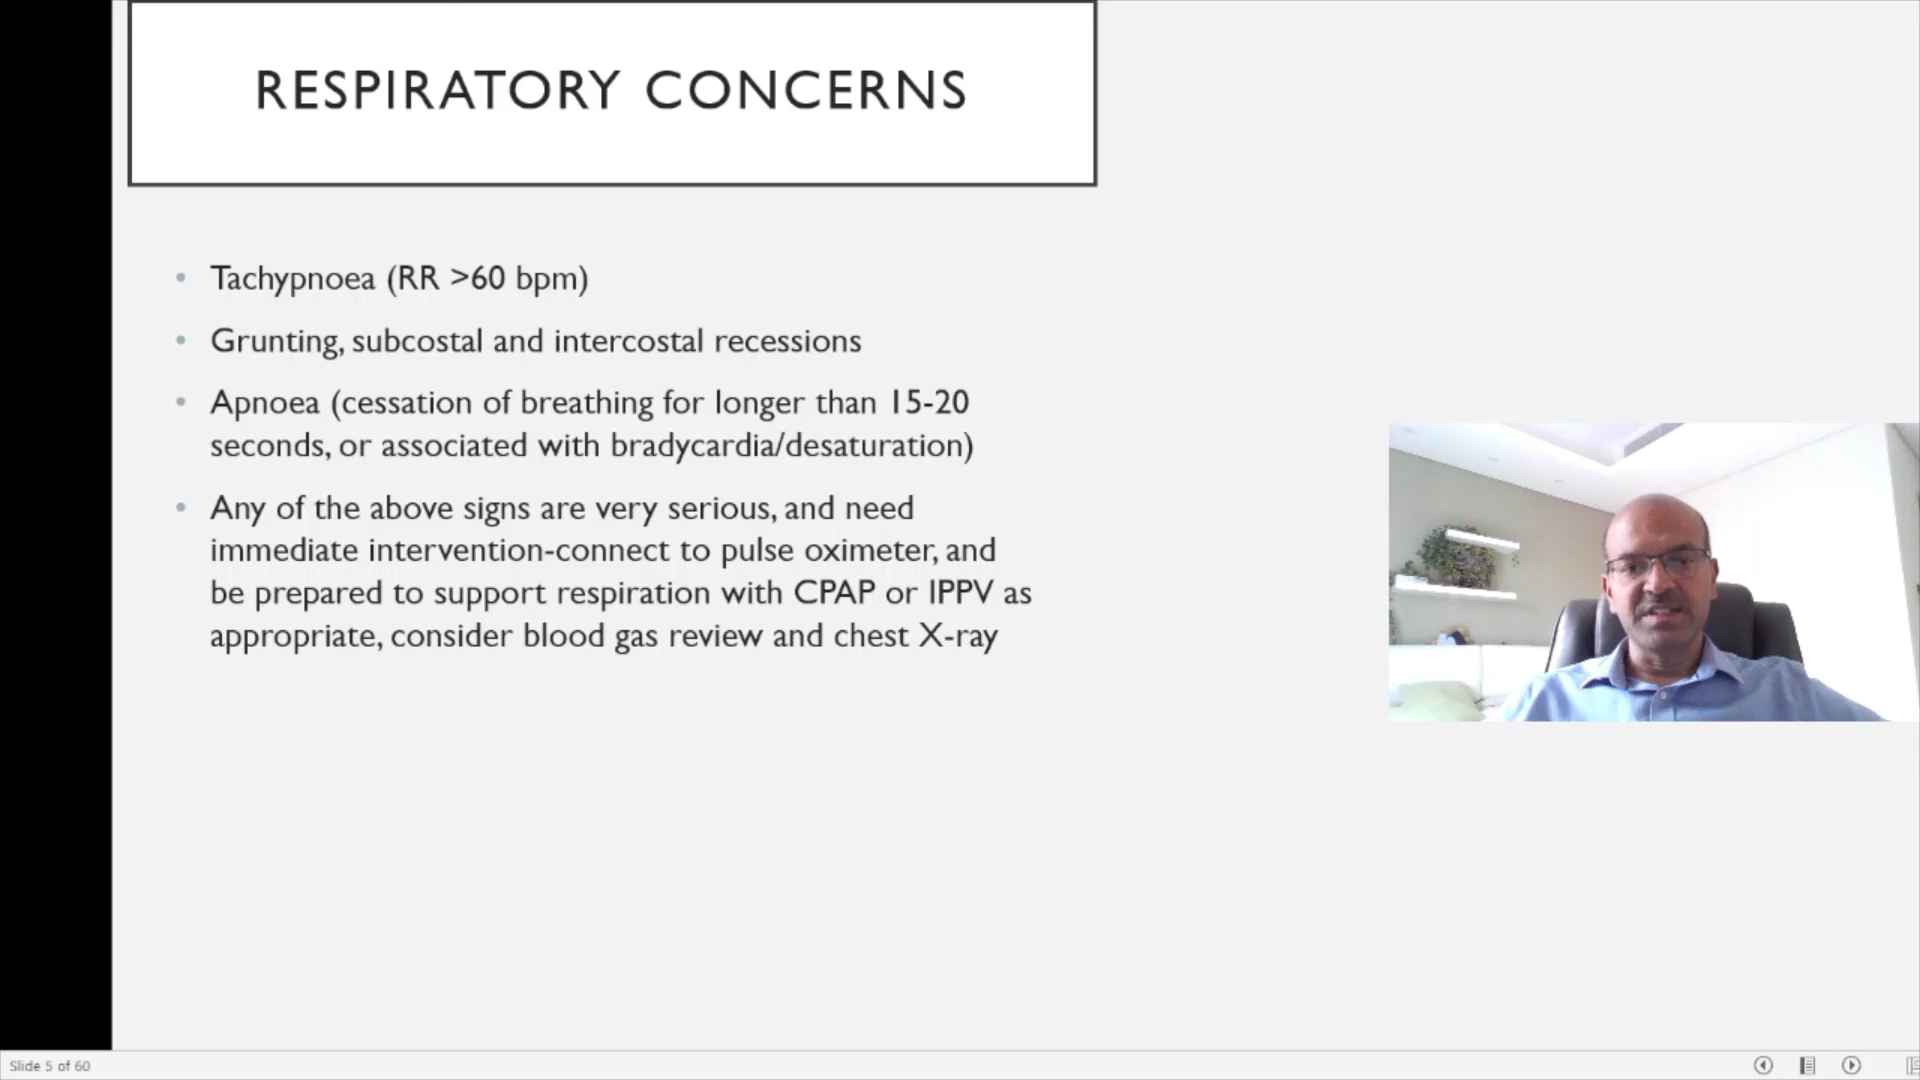 RESPIRATORY CONCERNS
• Tachypnoea (RR >60 bpm)
• Grunting, subcostal and intercostal recessions
• Apnoea (cessation of breathing for longer than 15-20
seconds, or associated with bradycardia/desaturation)
• Any of the above signs are very serious, and need
immediate intervention-connect to pulse oximeter, and
be prepared to support respiration with CPAP or IPPV as
appropriate, consider blood gas review and chest X-ray
Slide 5 of 60